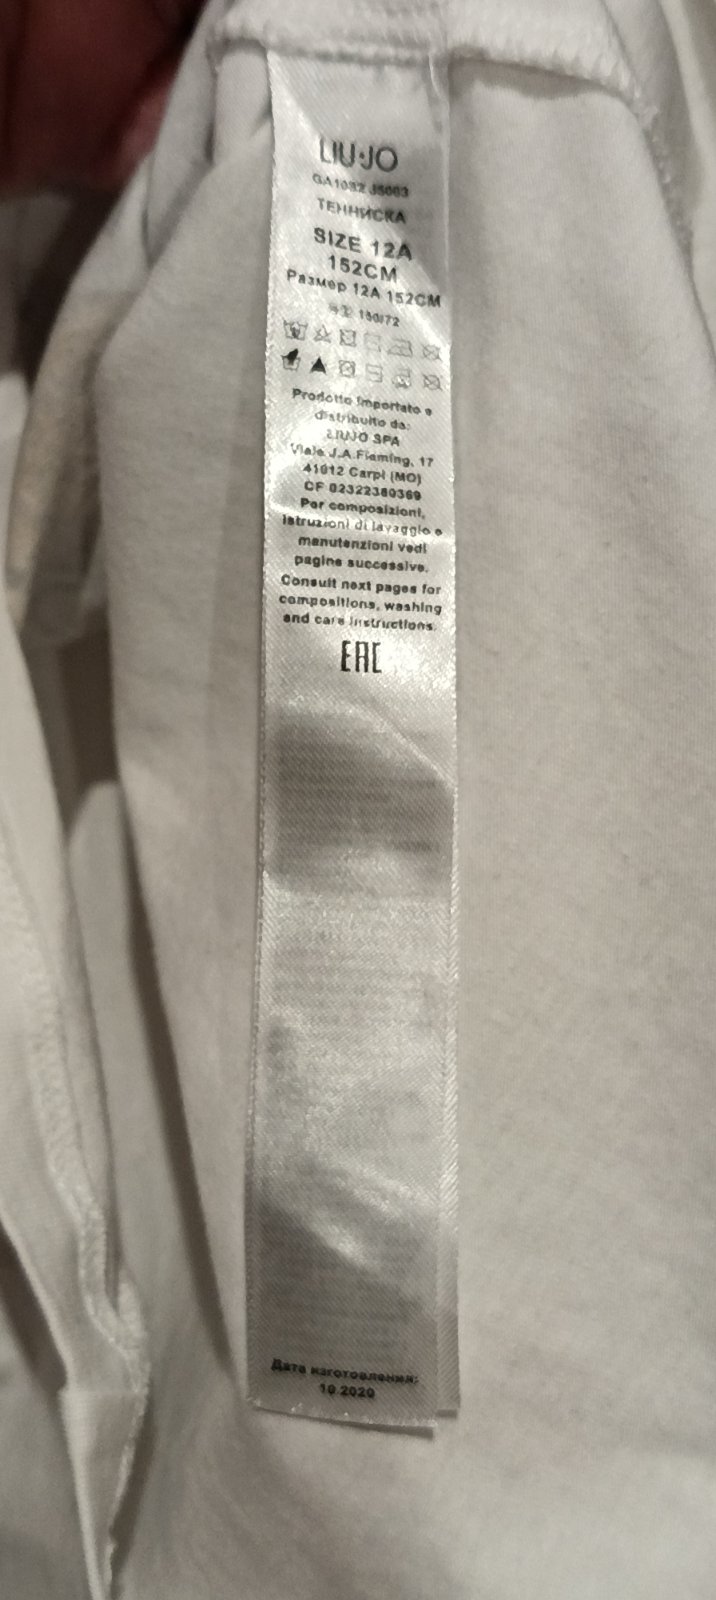 LIU·JO
GA1082 J5003
ТЕННИСКА
SIZE 12A
152CM
Размер 12A 152CM
150/72
Prodotto importato e
distribuito da:
LIUJO SPA
Viale J.A.Fleming, 17
41012 Carpi (MO)
CF 02322380369
Per composizioni,
istruzioni di lavaggio e
manutenzioni vedi
pagine successive.
Consult next pages for
compositions, washing
and care instructions.
EAC
Дата изготовления:
10.2020